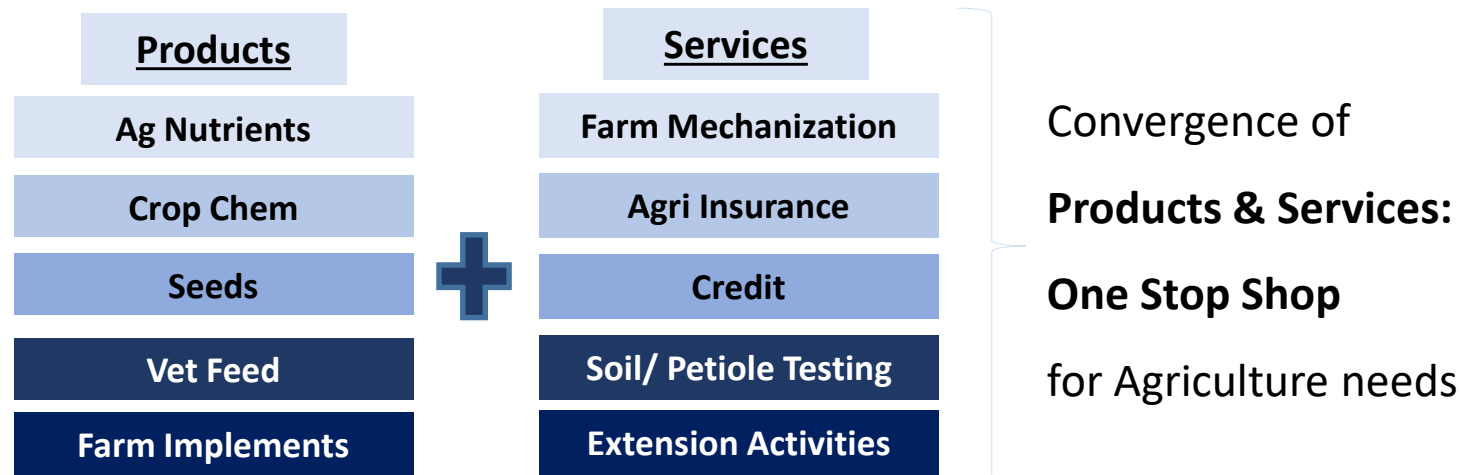 Products
Ag Nutrients
Crop Chem
Seeds
Vet Feed
Farm Implements
Services
Farm Mechanization
Agri Insurance
Credit
Soil/ Petiole Testing
Extension Activities
Convergence of
Products & Services:
One Stop Shop
for Agriculture needs